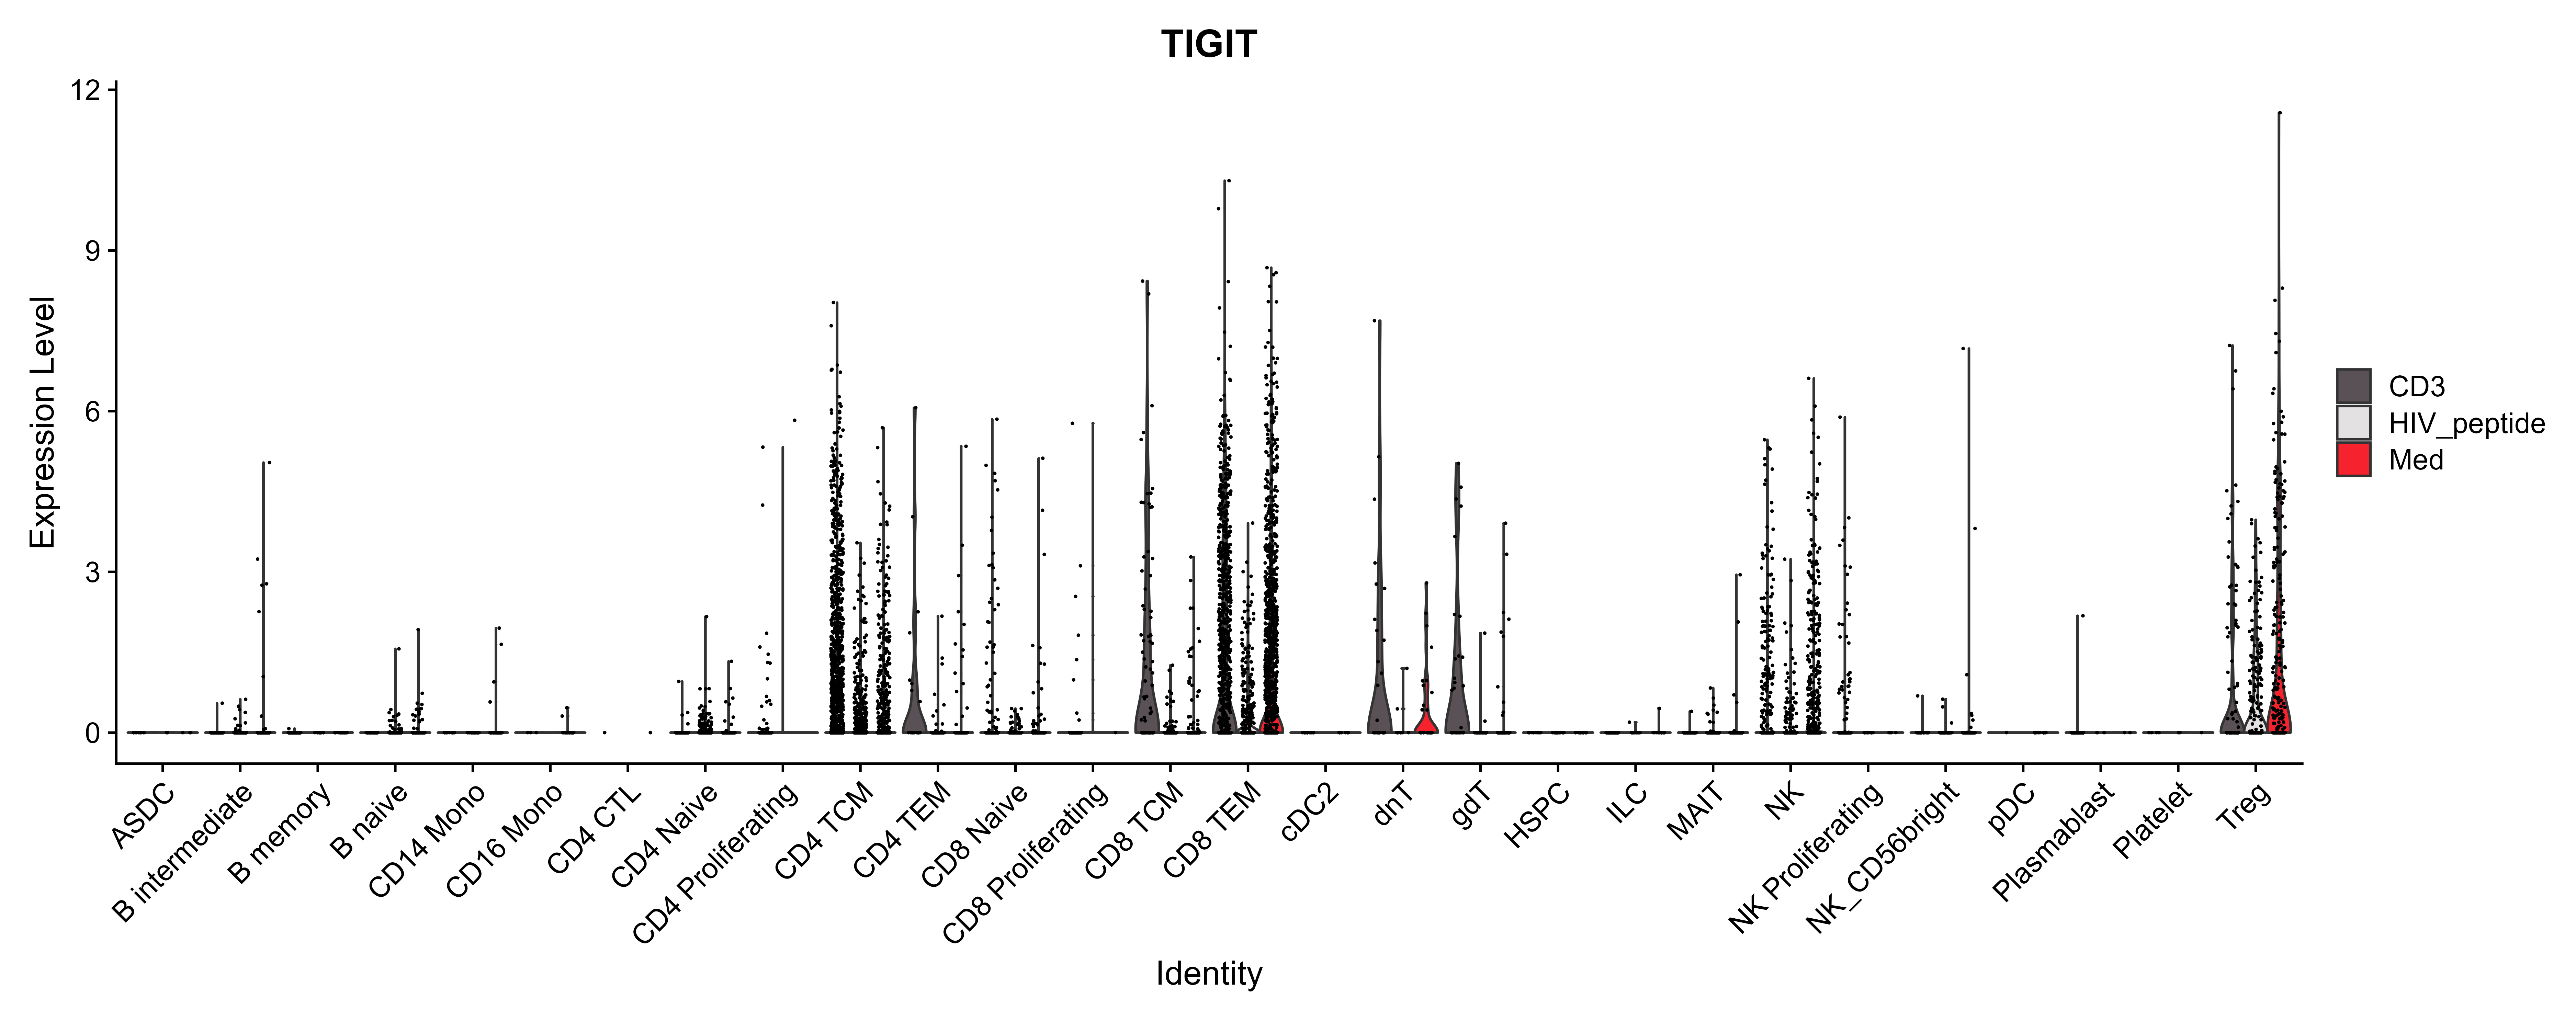 TIGIT
Expression Level
12
9
6
3
0
ASDC
B intermediate
B memory
B naive
CD14 Mono
CD16 Mono
CD4 CTL
CD4 Naive
CD4 Proliferating
CD4 TCM
CD4 TEM
CD8 Naive
CD8 Proliferating
CD8 TCM
CD8 TEM
cDC2
dnT
gdT
HSPC
ILC
MAIT
NK
NK Proliferating
NK_CD56bright
pDC
Plasmablast
Platelet
Treg
Identity
CD3
HIV_peptide
Med